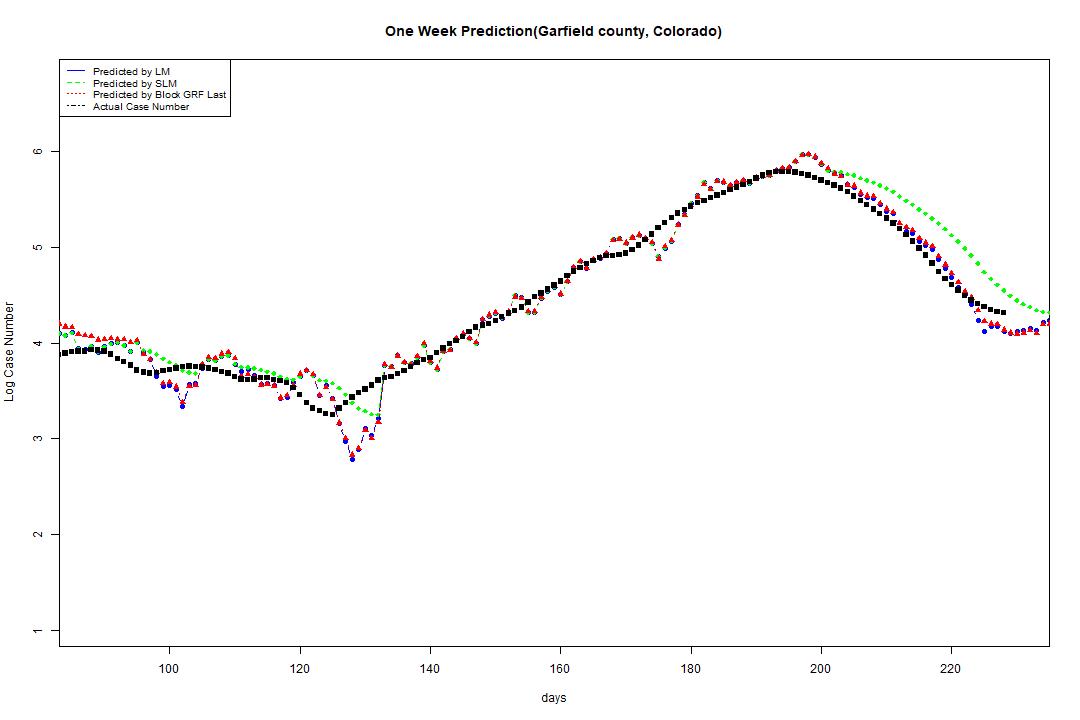 One Week Prediction(Garfield county, Colorado)
Predicted by LM
Predicted by SLM
Predicted by Block GRF Last
Actual Case Number
6
5
4
3
2
1
Log Case Number
100 120 140 160 180 200 220
days